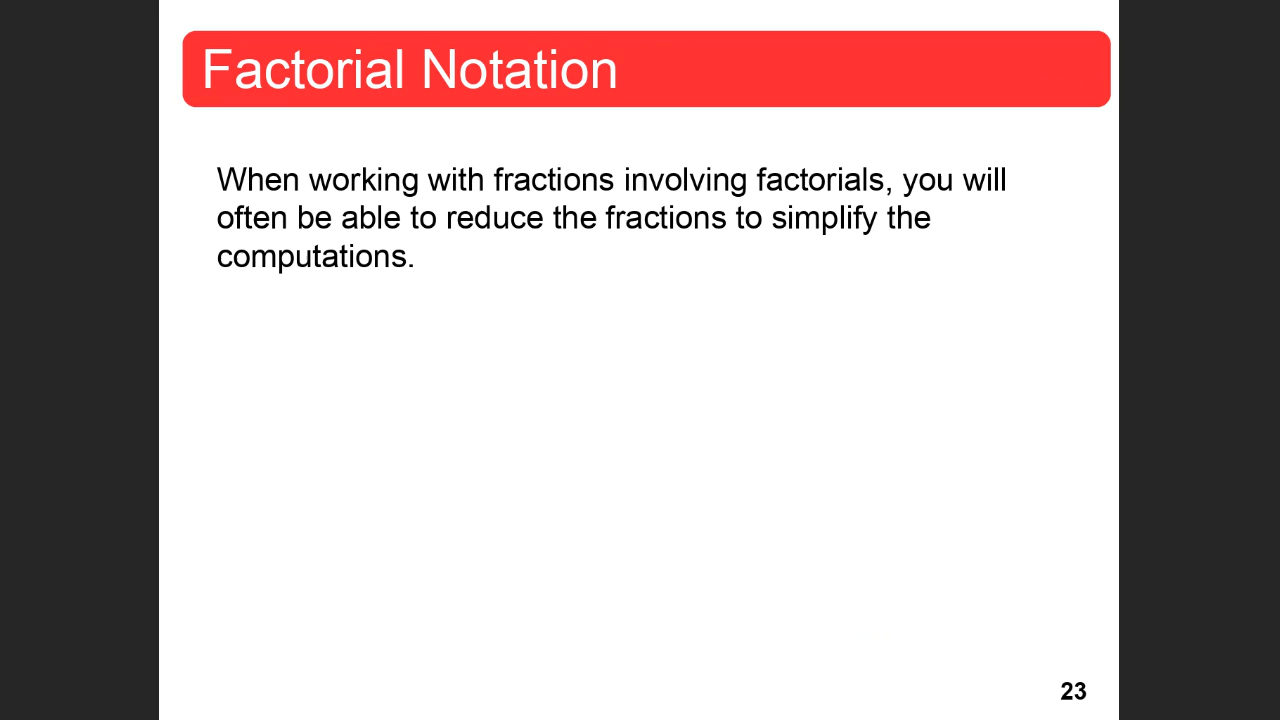 Factorial Notation
When working with fractions involving factorials, you will
often be able to reduce the fractions to simplify the
computations.
23